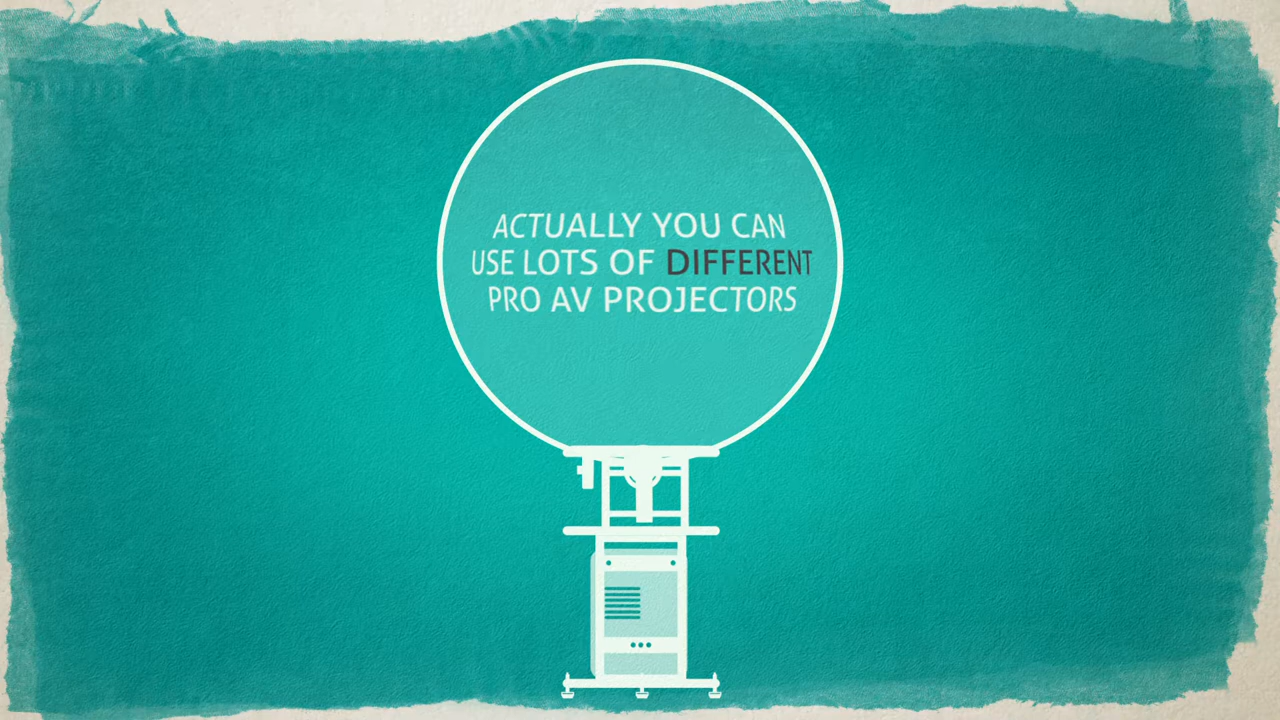 ACTUALLY YOU CAN
USE LOTS OF DIFFERENT
PRO AV PROJECTORS